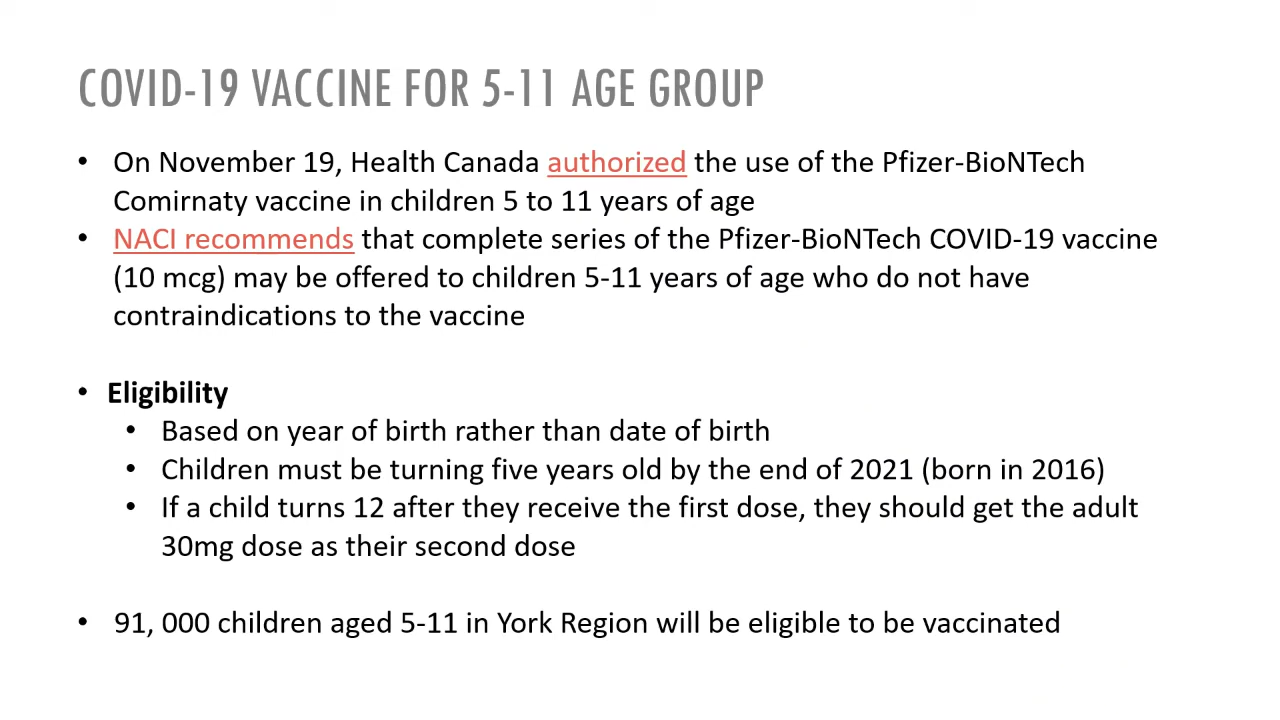 COVID-19 VACCINE FOR 5-11 AGE GROUP
• On November 19, Health Canada authorized the use of the Pfizer-BioNTech
Comirnaty vaccine in children 5 to 11 years of age
• NACI recommends that complete series of the Pfizer-BioNTech COVID-19 vaccine
(10 mcg) may be offered to children 5-11 years of age who do not have
contraindications to the vaccine
• Eligibility
• Based on year of birth rather than date of birth
• Children must be turning five years old by the end of 2021 (born in 2016)
• If a child turns 12 after they receive the first dose, they should get the adult
30mg dose as their second dose
• 91, 000 children aged 5-11 in York Region will be eligible to be vaccinated